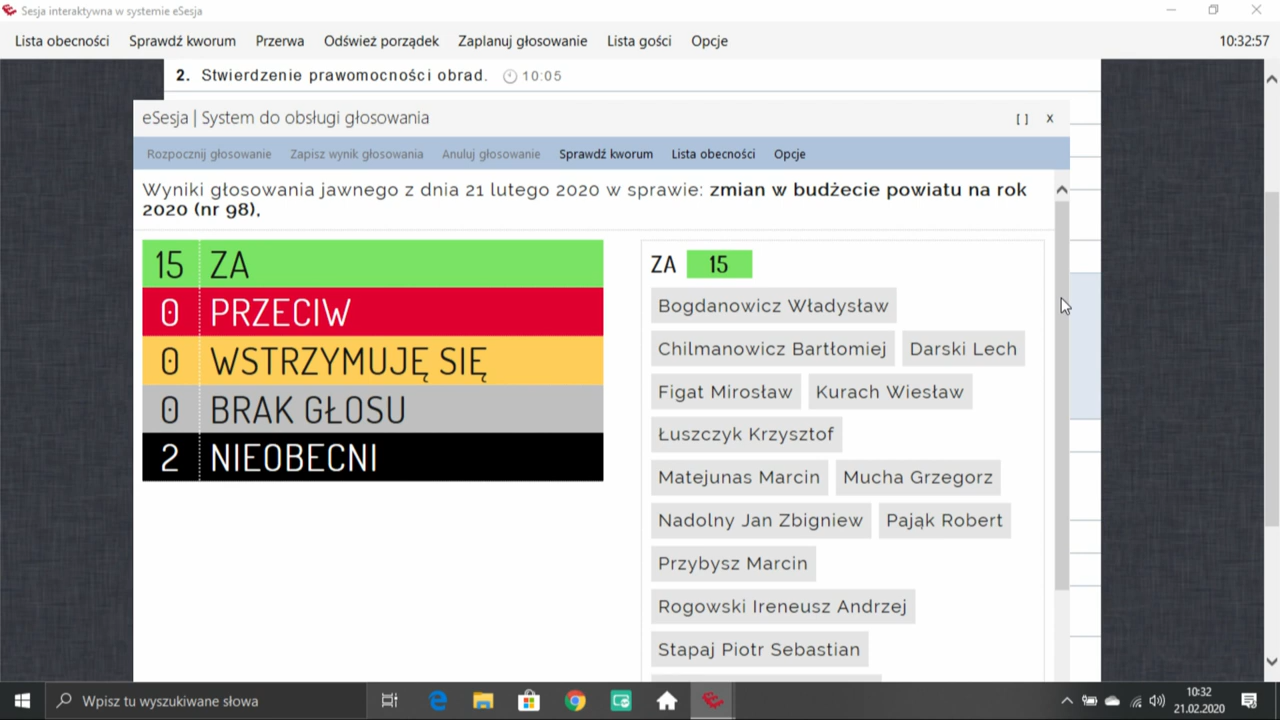 Sesja interaktywna w systemie eSesja
Lista obecności Sprawdź kworum Przerwa Odśwież porządek Zaplanuj głosowanie Lista gości Opcje 10:32:57
2. Stwierdzenie prawomocności obrad. 10:05
eSesja | System do obsługi głosowania [ ] x
Rozpocznij głosowanie Zapisz wynik głosowania Anuluj głosowanie Sprawdź kworum Lista obecności Opcje
Wyniki głosowania jawnego z dnia 21 lutego 2020 w sprawie: zmian w budżecie powiatu na rok
2020 (nr 98),
15 ZA
0 PRZECIW
0 WSTRZYMUJĘ SIĘ
0 BRAK GŁOSU
2 NIEOBECNI
ZA 15
Bogdanowicz Władysław
Chilmanowicz Bartłomiej Darski Lech
Figat Mirosław Kurach Wiesław
Łuszczyk Krzysztof
Matejunas Marcin Mucha Grzegorz
Nadolny Jan Zbigniew Pająk Robert
Przybysz Marcin
Rogowski Ireneusz Andrzej
Stapaj Piotr Sebastian
Wpisz tu wyszukiwane słowa
10:32
21.02.2020